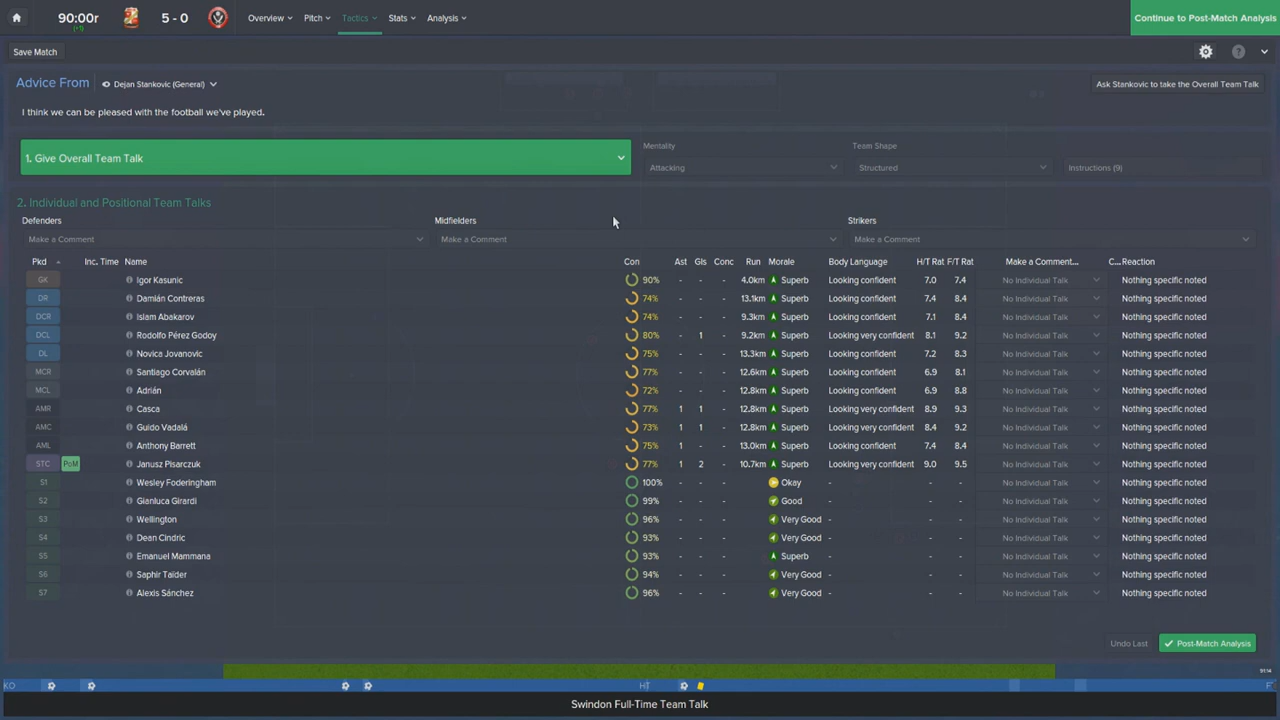 90:00r
(+1)
5 - 0
Overview
Pitch
Tactics
Stats
Analysis
Continue to Post-Match Analysis
Save Match
?
Advice From
Dejan Stankovic (General)
Ask Stankovic to take the Overall Team Talk
I think we can be pleased with the football we've played.
1. Give Overall Team Talk
Mentality
Attacking
Team Shape
Structured
Instructions (9)
2. Individual and Positional Team Talks
Defenders
Midfielders
Strikers
Make a Comment
Make a Comment
Make a Comment
Pkd Inc. Time Name Con Ast Gls Conc Run Morale Body Language H/T Rat F/T Rat Make a Comment... C... Reaction
GK Igor Kasunic 90% - - - 4.0km Superb Looking confident 7.0 7.4 No Individual Talk Nothing specific noted
DR Damián Contreras 74% - - - 13.1km Superb Looking confident 7.4 8.4 No Individual Talk Nothing specific noted
DCR Islam Abakarov 74% - - - 9.3km Superb Looking confident 7.1 8.4 No Individual Talk Nothing specific noted
DCL Rodolfo Pérez Godoy 80% - 1 - 9.2km Superb Looking very confident 8.1 9.2 No Individual Talk Nothing specific noted
DL Novica Jovanovic 75% - - - 13.3km Superb Looking confident 7.2 8.3 No Individual Talk Nothing specific noted
MCR Santiago Corvalán 77% - - - 12.6km Superb Looking confident 6.9 8.1 No Individual Talk Nothing specific noted
MCL Adrián 72% - - - 12.8km Superb Looking confident 6.9 8.8 No Individual Talk Nothing specific noted
AMR Casca 77% 1 1 - 12.8km Superb Looking very confident 8.9 9.3 No Individual Talk Nothing specific noted
AMC Guido Vadalá 73% 1 1 - 12.8km Superb Looking very confident 8.4 9.2 No Individual Talk Nothing specific noted
AML Anthony Barrett 75% 1 - - 13.0km Superb Looking confident 7.4 8.4 No Individual Talk Nothing specific noted
STC PoM Janusz Pisarczuk 77% 1 2 - 10.7km Superb Looking very confident 9.0 9.5 No Individual Talk Nothing specific noted
S1 Wesley Foderingham 100% - - - Okay - - - No Individual Talk Nothing specific noted
S2 Gianluca Girardi 99% - - - Good - - - No Individual Talk Nothing specific noted
S3 Wellington 96% - - - Very Good - - - No Individual Talk Nothing specific noted
S4 Dean Cindric 93% - - - Very Good - - - No Individual Talk Nothing specific noted
S5 Emanuel Mammana 93% - - - Superb - - - No Individual Talk Nothing specific noted
S6 Saphir Taïder 94% - - - Very Good - - - No Individual Talk Nothing specific noted
S7 Alexis Sánchez 96% - - - Very Good - - - No Individual Talk Nothing specific noted
Undo Last
Post-Match Analysis
91:14
KO
HT
F
Swindon Full-Time Team Talk